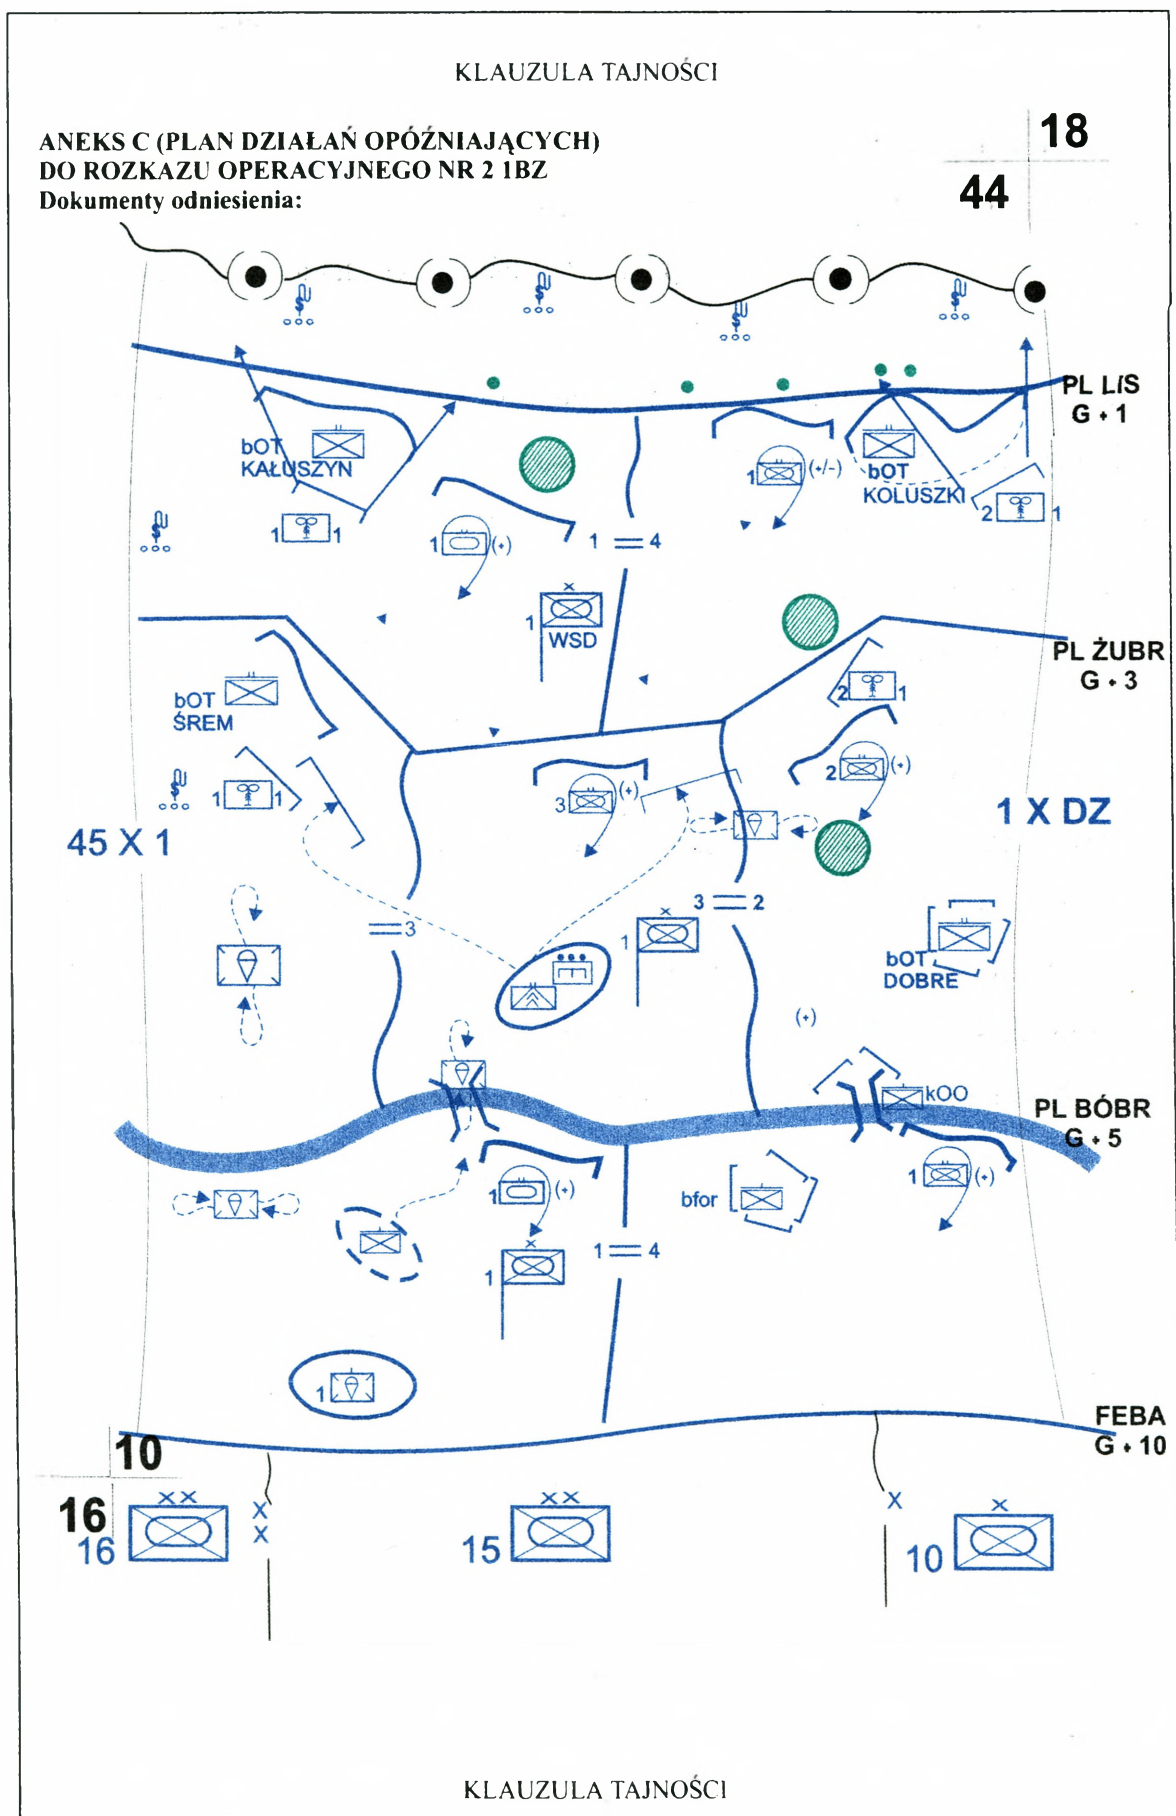 KLAUZULA TAJNOŚCI
ANEKS C (PLAN DZIAŁAŃ OPÓŹNIAJĄCYCH)
DO ROZKAZU OPERACYJNEGO NR 2 1BZ
Dokumenty odniesienia:
18
44
PL LIS
G + 1
bOT
KAŁUSZYN
1 1
1 (+)
1 = 4
1 (+/-)
bOT
KOLUSZKI
2 1
X
1
WSD
PL ŻUBR
G + 3
bOT
ŚREM
1 1
3 (+)
2 1
2 (+)
45 X 1
1 X DZ
= 3
X
1
3 = 2
bOT
DOBRE
(+)
kOO
PL BÓBR
G + 5
1 (+)
bfor
1 (+)
X
1
1 = 4
1
FEBA
G + 10
10
16
XX
16
X
X
XX
15
X
X
10
KLAUZULA TAJNOŚCI